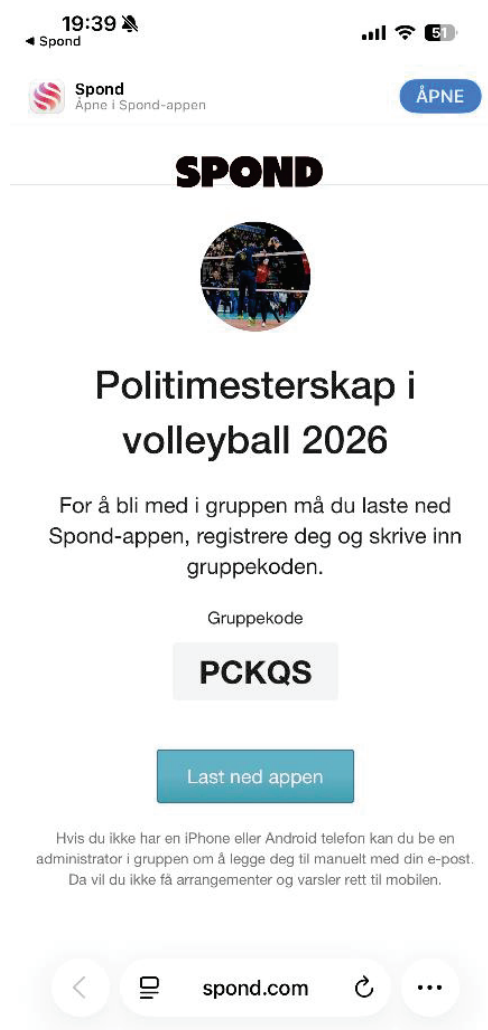 19:39
◀ Spond
51
Spond
Åpne i Spond-appen
ÅPNE
SPOND
Politimesterskap i
volleyball 2026
For å bli med i gruppen må du laste ned
Spond-appen, registrere deg og skrive inn
gruppekoden.
Gruppekode
PCKQS
Last ned appen
Hvis du ikke har en iPhone eller Android telefon kan du be en
administrator i gruppen om å legge deg til manuelt med din e-post.
Da vil du ikke få arrangementer og varsler rett til mobilen.
spond.com